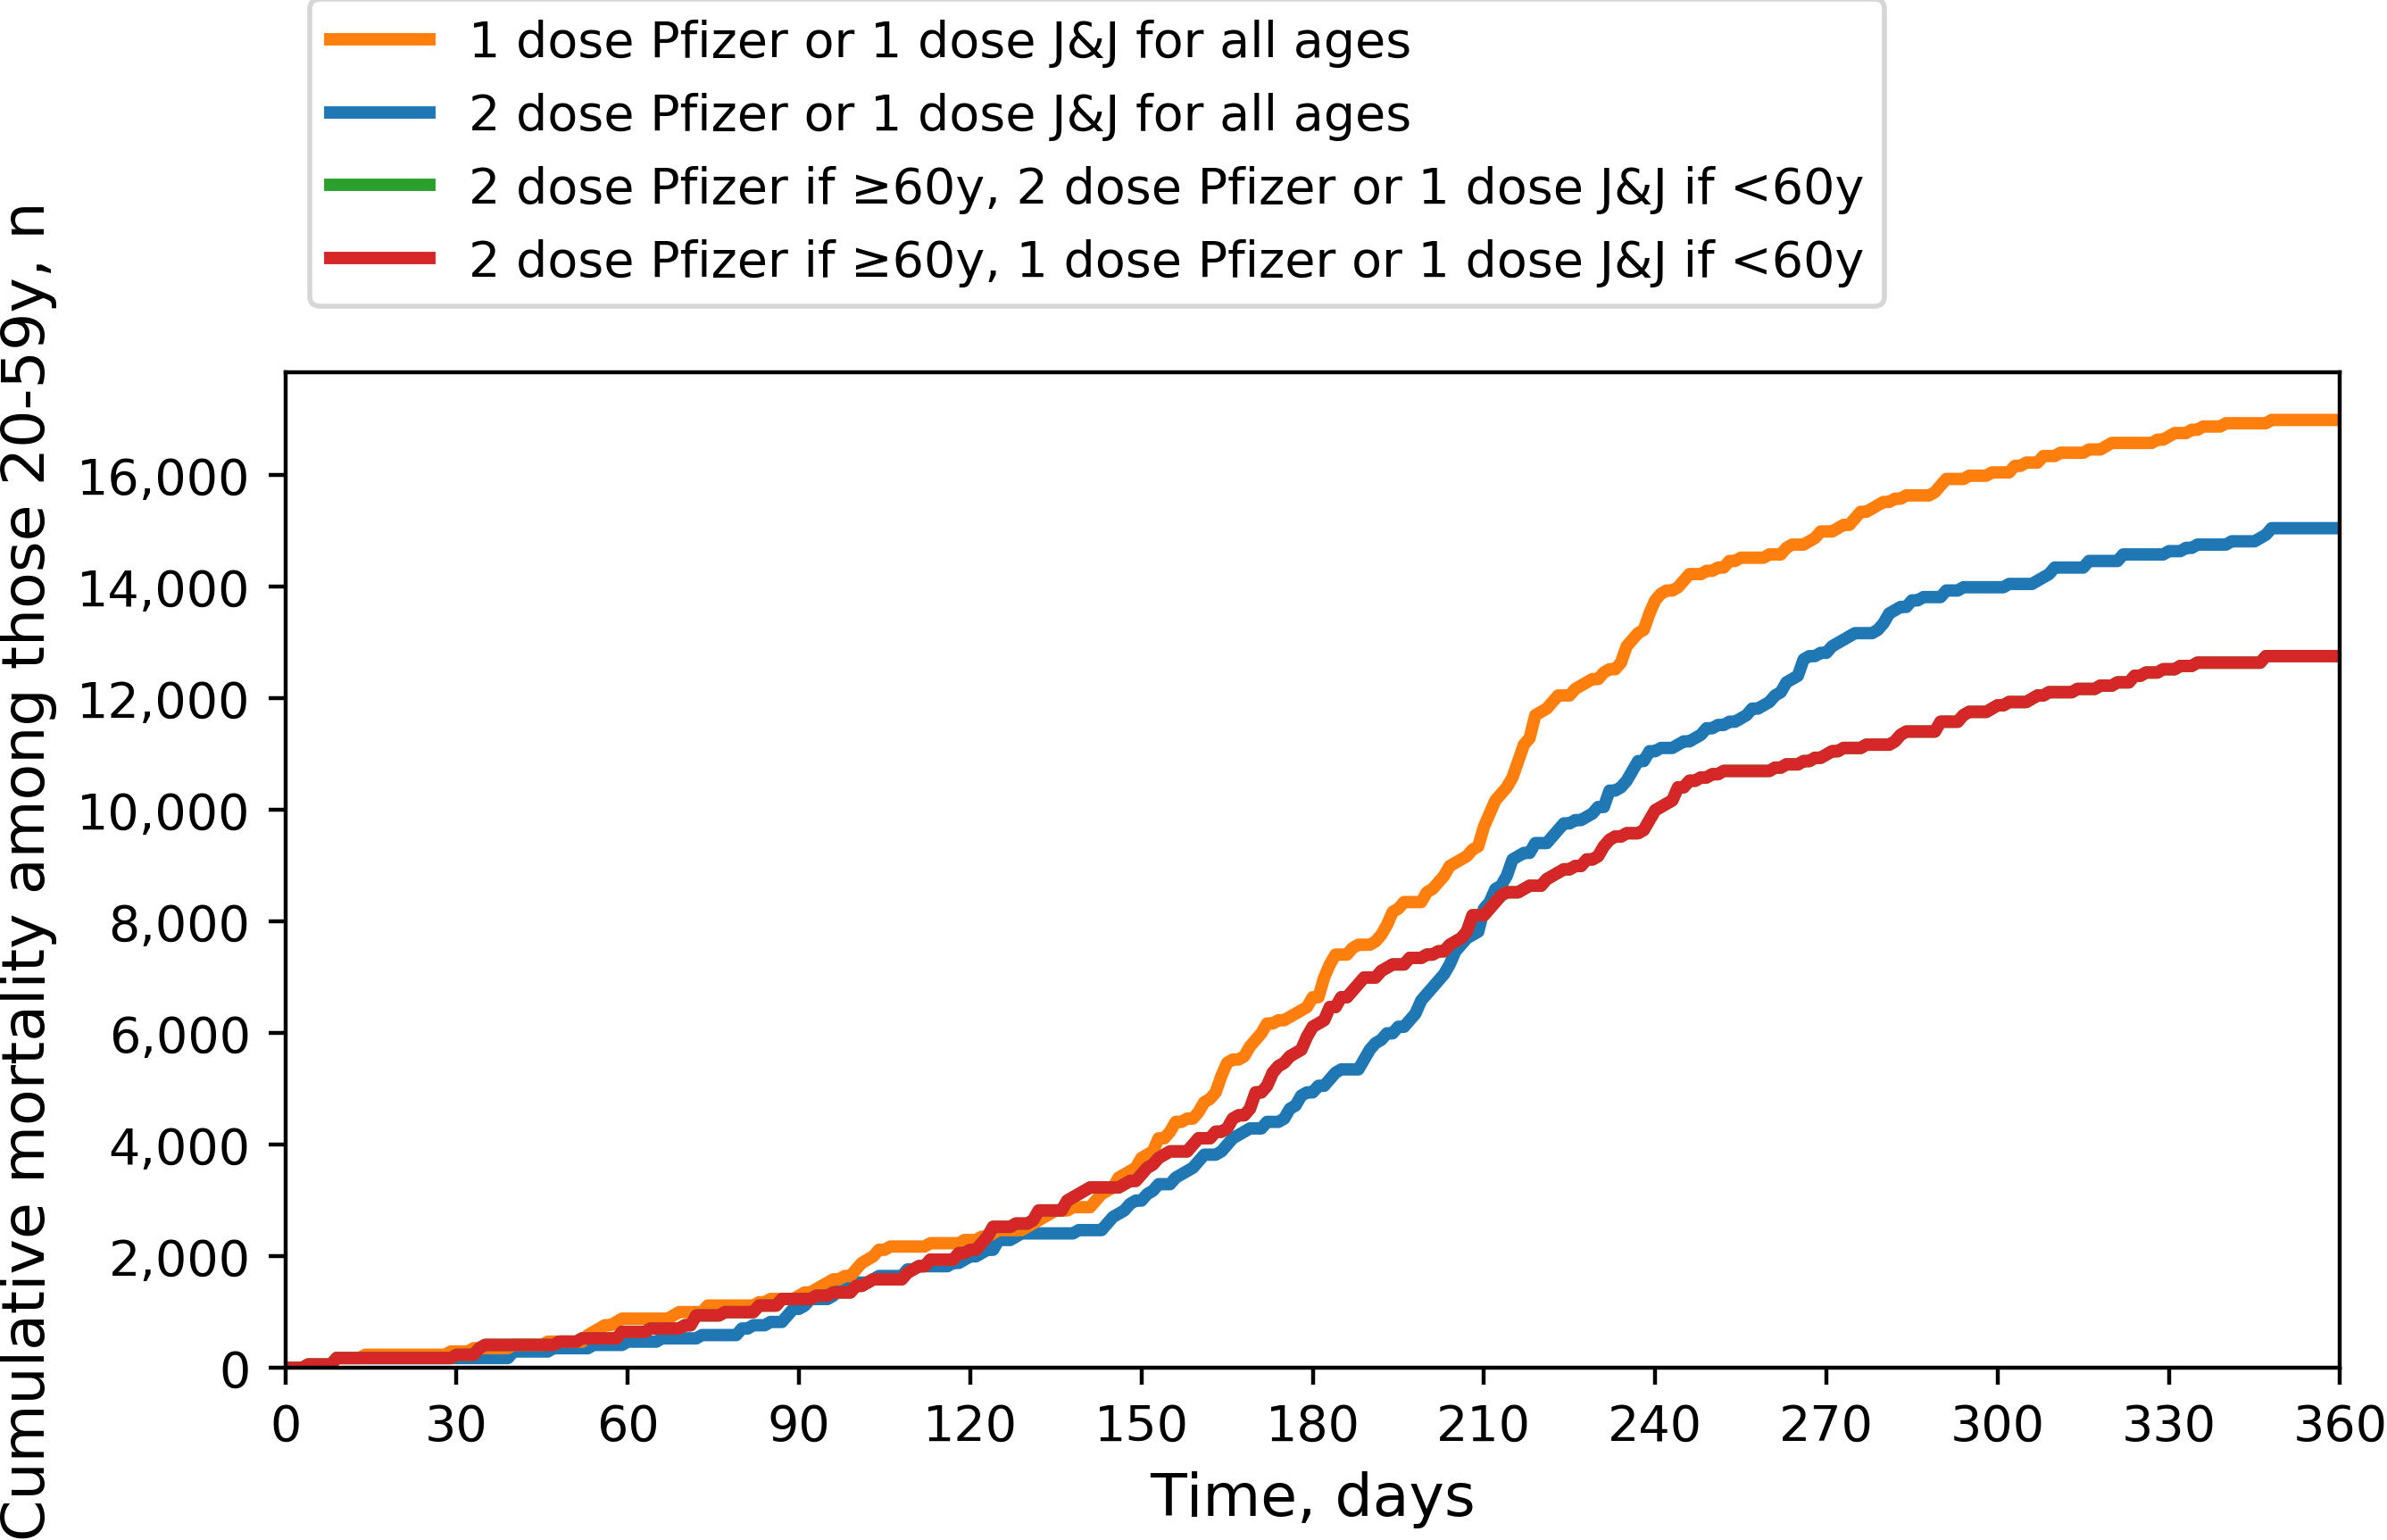 1 dose Pfizer or 1 dose J&J for all ages
2 dose Pfizer or 1 dose J&J for all ages
2 dose Pfizer if ≥60y, 2 dose Pfizer or 1 dose J&J if <60y
2 dose Pfizer if ≥60y, 1 dose Pfizer or 1 dose J&J if <60y
Cumulative mortality among those 20-59y, n
16,000
14,000
12,000
10,000
8,000
6,000
4,000
2,000
0
0 30 60 90 120 150 180 210 240 270 300 330 360
Time, days